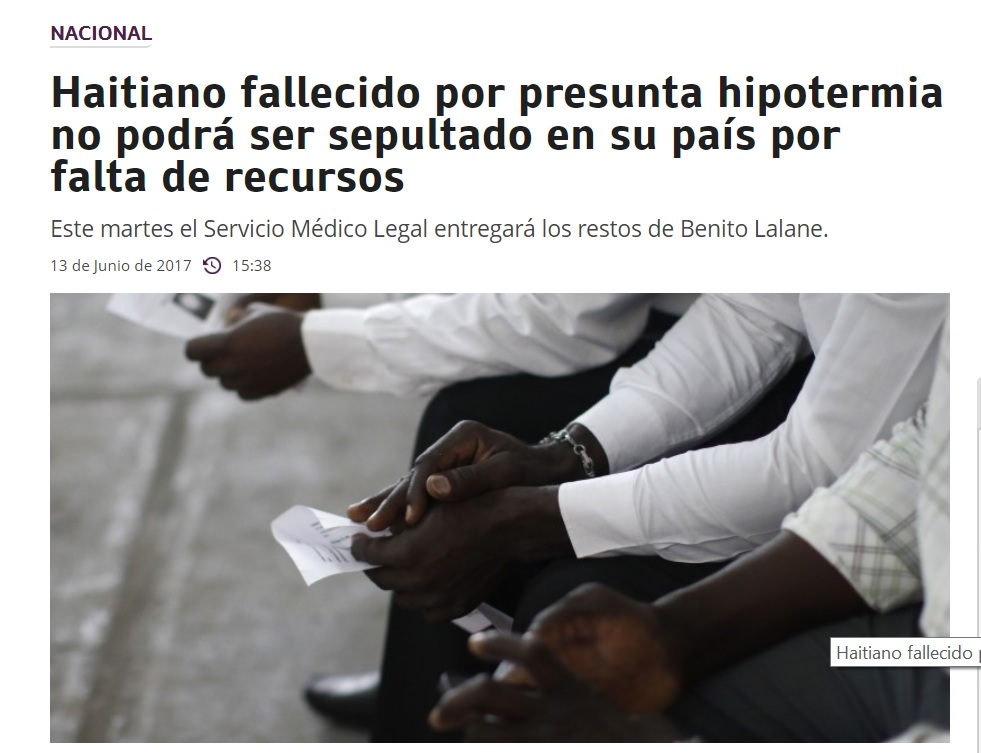 NACIONAL
Haitiano fallecido por presunta hipotermia
no podrá ser sepultado en su país por
falta de recursos
Este martes el Servicio Médico Legal entregará los restos de Benito Lalane.
13 de Junio de 2017 15:38
Haitiano fallecido